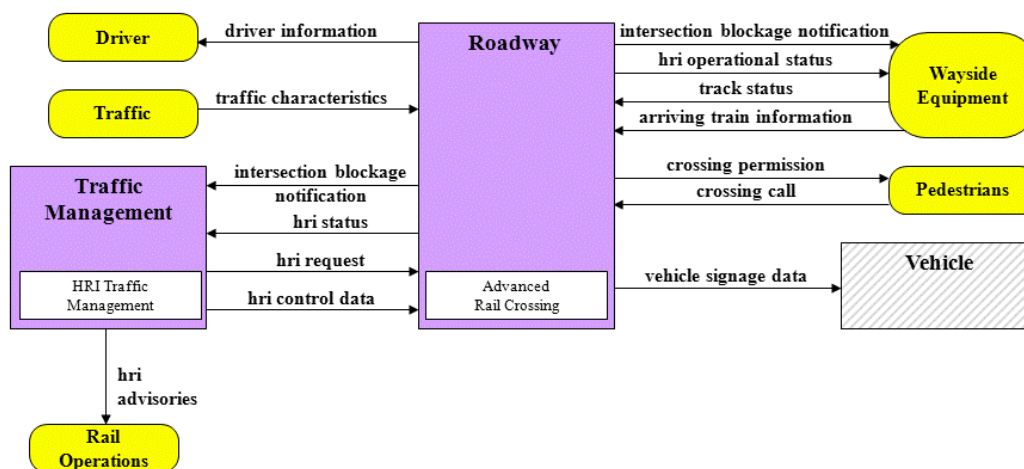 Driver
driver information
Roadway
intersection blockage notification
hri operational status
Wayside
Equipment
track status
Traffic
traffic characteristics
arriving train information
Traffic
Management
intersection blockage
notification
hri status
crossing permission
crossing call
Pedestrians
hri request
HRI Traffic
Management
hri control data
Advanced
Rail Crossing
vehicle signage data
Vehicle
hri
advisories
Rail
Operations